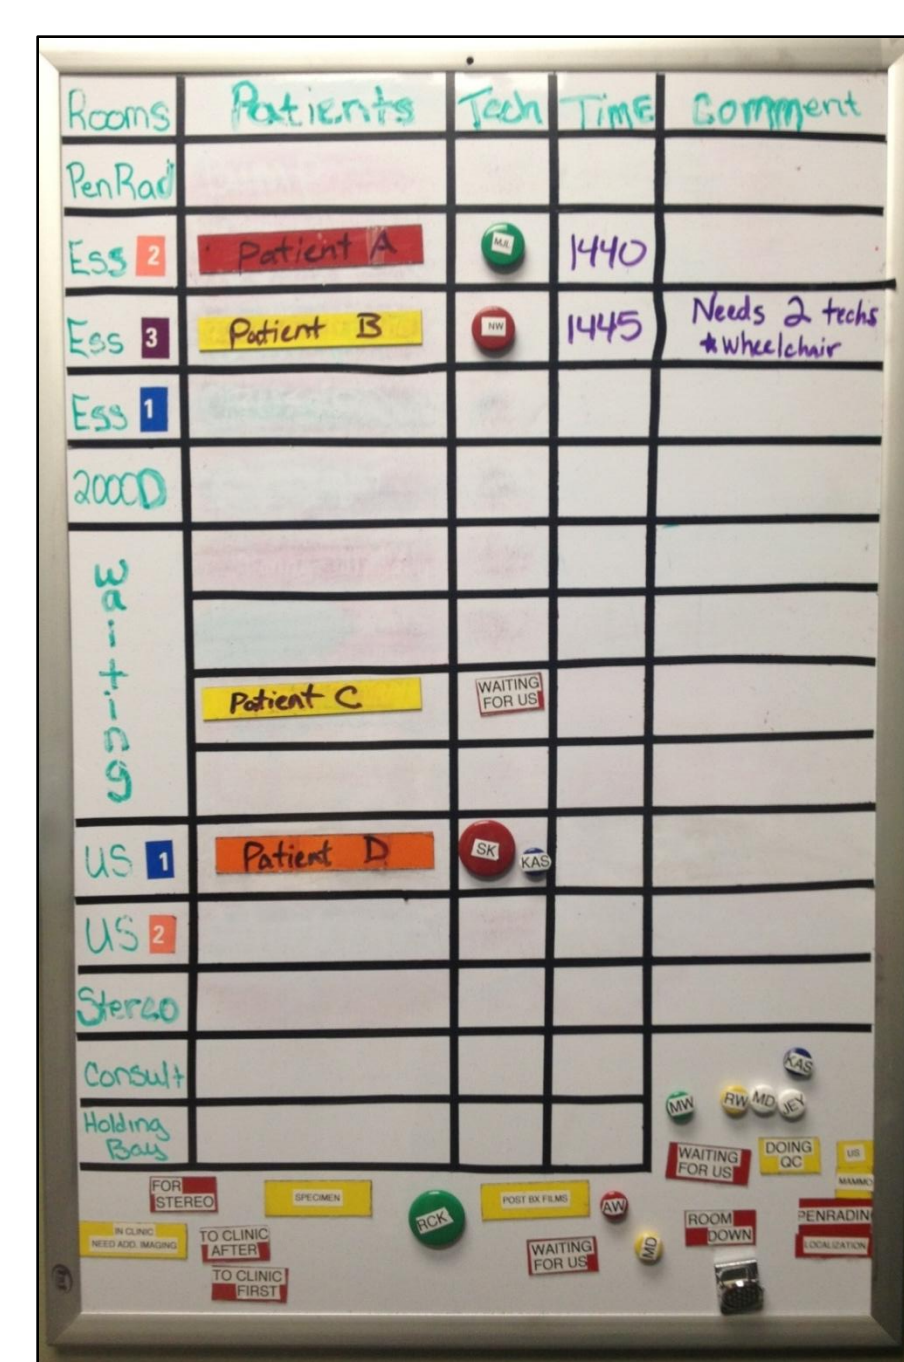 Rooms Patients Tech TIME Comment
PenRad
Ess 2 Patient A MJL 1440
Ess 3 Patient B NW 1445 Needs 2 techs
*Wheelchair
Ess 1
2000D
Waiting
Patient C WAITING
FOR US
US 1 Patient D SK KAS
US 2
Stereo
Consult
Holding
Bay
KAS
MW RW MD JEY
WAITING
FOR US
DOING
QC
US
MAMMO
FOR
STEREO
SPECIMEN
RCK
POST BX FILMS
AW
ROOM
DOWN
PENRADIN
LOCALIZATION
IN CLINIC
NEED ADD. IMAGING
TO CLINIC
AFTER
WAITING
FOR US
MD
TO CLINIC
FIRST